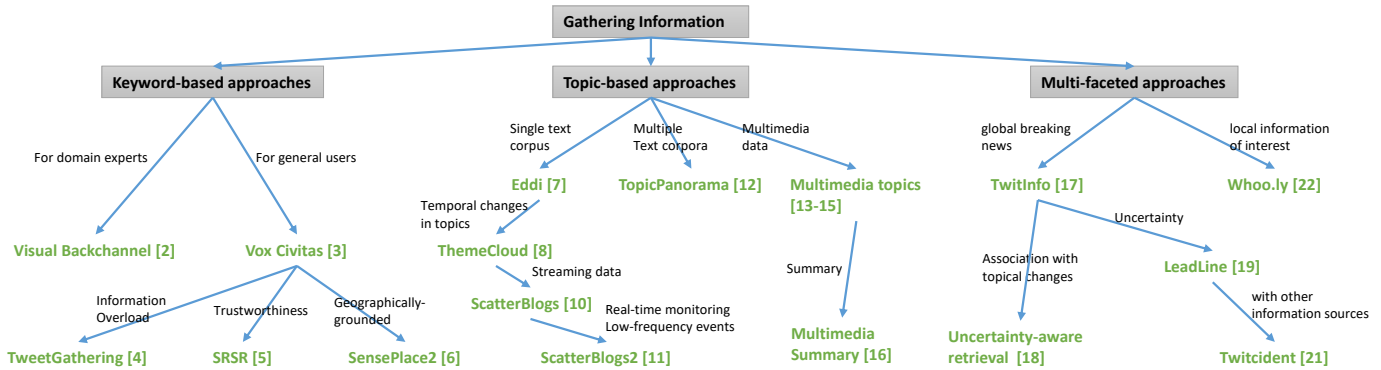 Gathering Information
Keyword-based approaches
Topic-based approaches
Multi-faceted approaches
For domain experts
For general users
Single text
corpus
Multiple
Text corpora
Multimedia
data
global breaking
news
local information
of interest
Eddi [7]
TopicPanorama [12]
Multimedia topics
[13-15]
TwitInfo [17]
Whoo.ly [22]
Temporal changes
in topics
Uncertainty
Visual Backchannel [2]
Vox Civitas [3]
ThemeCloud [8]
Streaming data
Summary
Association with
topical changes
LeadLine [19]
Information
Overload
Trustworthiness
Geographically-
grounded
ScatterBlogs [10]
Real-time monitoring
Low-frequency events
with other
information sources
TweetGathering [4]
SRSR [5]
SensePlace2 [6]
ScatterBlogs2 [11]
Multimedia
Summary [16]
Uncertainty-aware
retrieval [18]
Twitcident [21]